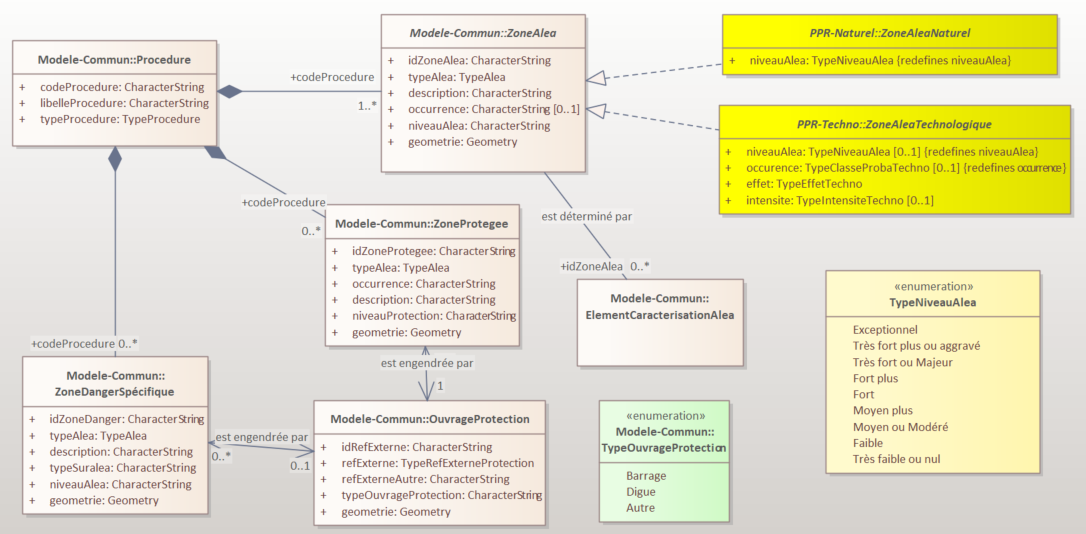 Modele-Commun::Procedure
+ codeProcedure: CharacterString
+ libelleProcedure: CharacterString
+ typeProcedure: TypeProcedure
+codeProcedure
1..*
Modele-Commun::ZoneAlea
+ idZoneAlea: CharacterString
+ typeAlea: TypeAlea
+ description: CharacterString
+ occurrence: CharacterString [0..1]
+ niveauAlea: CharacterString
+ geometrie: Geometry
PPR-Naturel::ZoneAleaNaturel
+ niveauAlea: TypeNiveauAlea {redefines niveauAlea}
PPR-Techno::ZoneAleaTechnologique
+ niveauAlea: TypeNiveauAlea [0..1] {redefines niveauAlea}
+ occurence: TypeClasseProbaTechno [0..1] {redefines occurrence}
+ effet: TypeEffetTechno
+ intensite: TypeIntensiteTechno [0..1]
+codeProcedure
0..*
Modele-Commun::ZoneProtegee
+ idZoneProtegee: CharacterString
+ typeAlea: TypeAlea
+ occurrence: CharacterString
+ description: CharacterString
+ niveauProtection: CharacterString
+ geometrie: Geometry
est déterminé par
+idZoneAlea 0..*
Modele-Commun::
ElementCaracterisationAlea
«enumeration»
TypeNiveauAlea
Exceptionnel
Très fort plus ou aggravé
Très fort ou Majeur
Fort plus
Fort
Moyen plus
Moyen ou Modéré
Faible
Très faible ou nul
+codeProcedure 0..*
Modele-Commun::
ZoneDangerSpécifique
+ idZoneDanger: CharacterString
+ typeAlea: TypeAlea
+ description: CharacterString
+ typeSuralea: CharacterString
+ niveauAlea: CharacterString
+ geometrie: Geometry
est engendrée par
1
est engendrée par
0..*
0..1
Modele-Commun::OuvrageProtection
+ idRefExterne: CharacterString
+ refExterne: TypeRefExterneProtection
+ refExterneAutre: CharacterString
+ typeOuvrageProtection: CharacterString
+ geometrie: Geometry
«enumeration»
Modele-Commun::
TypeOuvrageProtection
Barrage
Digue
Autre